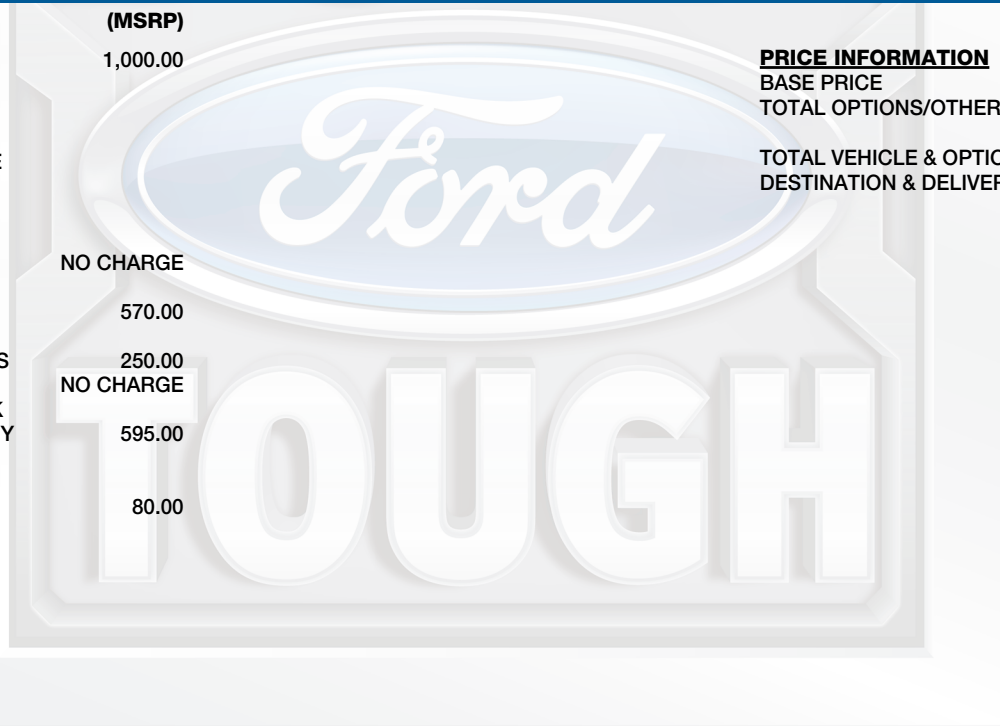 (MSRP)
1,000.00
E
NO CHARGE
570.00
S 250.00
NO CHARGE
K
Y 595.00
80.00
PRICE INFORMATION
BASE PRICE
TOTAL OPTIONS/OTHER
TOTAL VEHICLE & OPTIO
DESTINATION & DELIVER
Ford
TOUGH